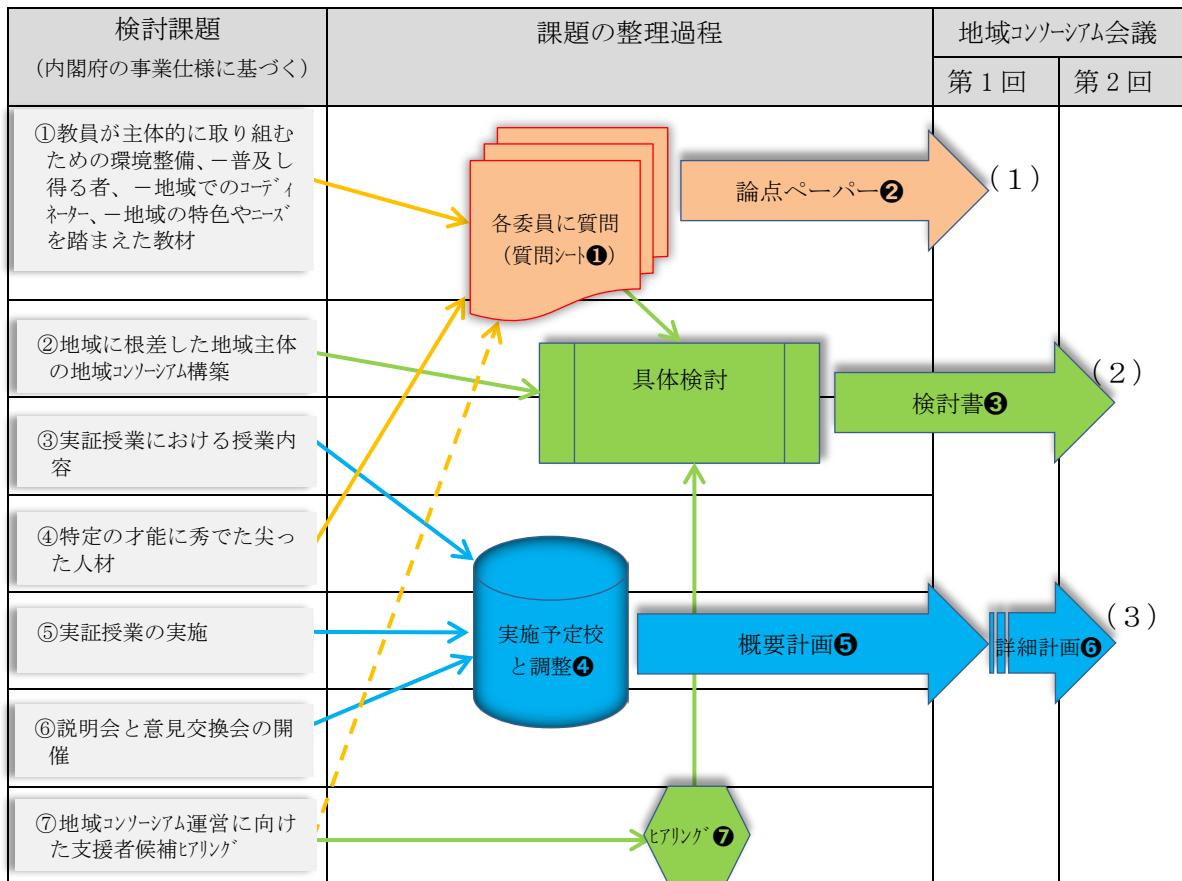 検討課題
(内閣府の事業仕様に基づく)
課題の整理過程
地域ｺﾝｿｰｼｱﾑ会議
第１回
第２回
①教員が主体的に取り組む
ための環境整備、－普及し
得る者、－地域でのｺｰﾃﾞｨ
ﾈｰﾀｰ、－地域の特色やﾆｰｽﾞ
を踏まえた教材
各委員に質問
(質問ｼｰﾄ❶)
論点ペーパー❷
(１)
②地域に根差した地域主体
の地域ｺﾝｿｰｼｱﾑ構築
具体検討
検討書❸
(２)
③実証授業における授業内
容
④特定の才能に秀でた尖っ
た人材
⑤実証授業の実施
実施予定校
と調整❹
概要計画❺
詳細計画❻
(３)
⑥説明会と意見交換会の開
催
⑦地域ｺﾝｿｰｼｱﾑ運営に向け
た支援者候補ﾋｱﾘﾝｸﾞ
ﾋｱﾘﾝｸﾞ❼